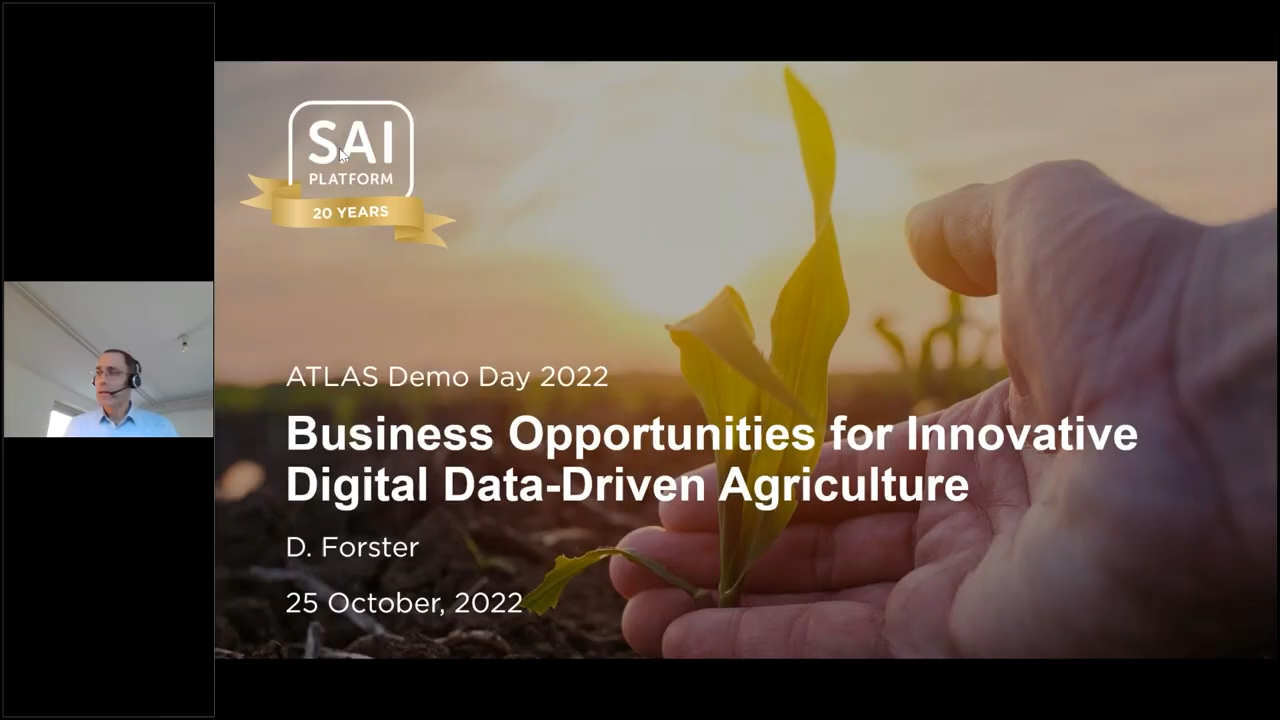 SAI
PLATFORM
20 YEARS
ATLAS Demo Day 2022
Business Opportunities for Innovative
Digital Data-Driven Agriculture
D. Forster
25 October, 2022